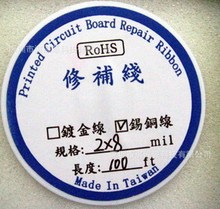 Printed Circuit Board Repair Ribbon
RoHS
修補綫
□鍍金線 ☑錫銅線
規格: 2x8 mil
長度: 100 ft
Made In Taiwan